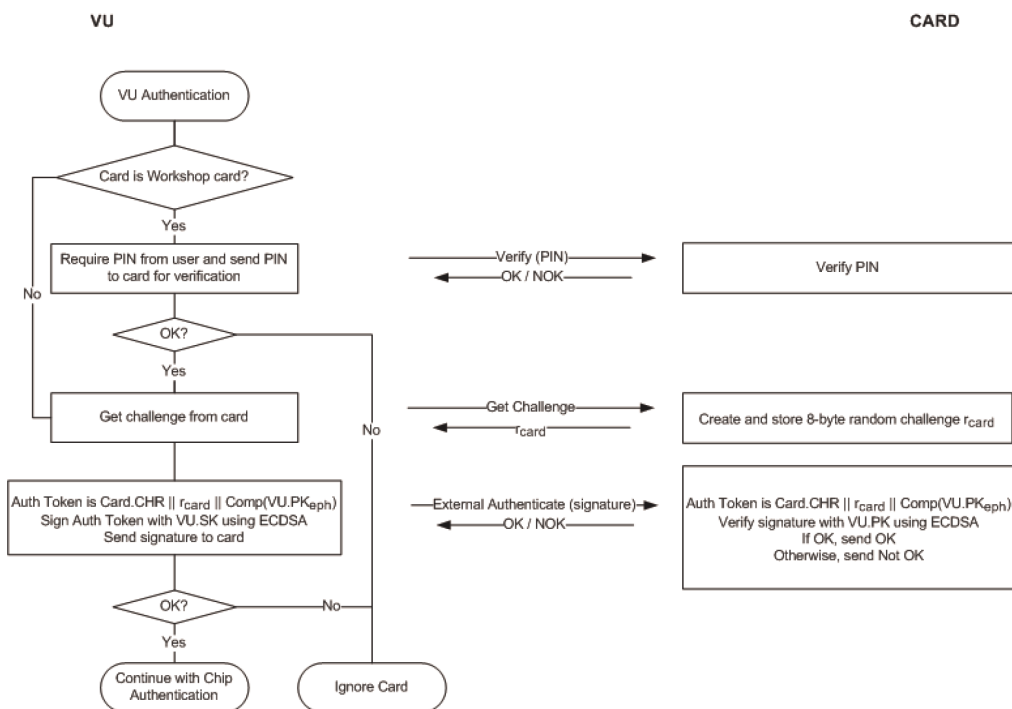 VU
CARD
VU Authentication
Card is Workshop card?
Yes
Require PIN from user and send PIN
to card for verification
Verify (PIN)
OK / NOK
Verify PIN
No
OK?
Yes
Get challenge from card
No
Get Challenge
rcard
Create and store 8-byte random challenge rcard
Auth Token is Card.CHR || rcard || Comp(VU.PKeph)
Sign Auth Token with VU.SK using ECDSA
Send signature to card
External Authenticate (signature)
OK / NOK
Auth Token is Card.CHR || rcard || Comp(VU.PKeph)
Verify signature with VU.PK using ECDSA
If OK, send OK
Otherwise, send Not OK
OK?
No
Yes
Continue with Chip
Authentication
Ignore Card